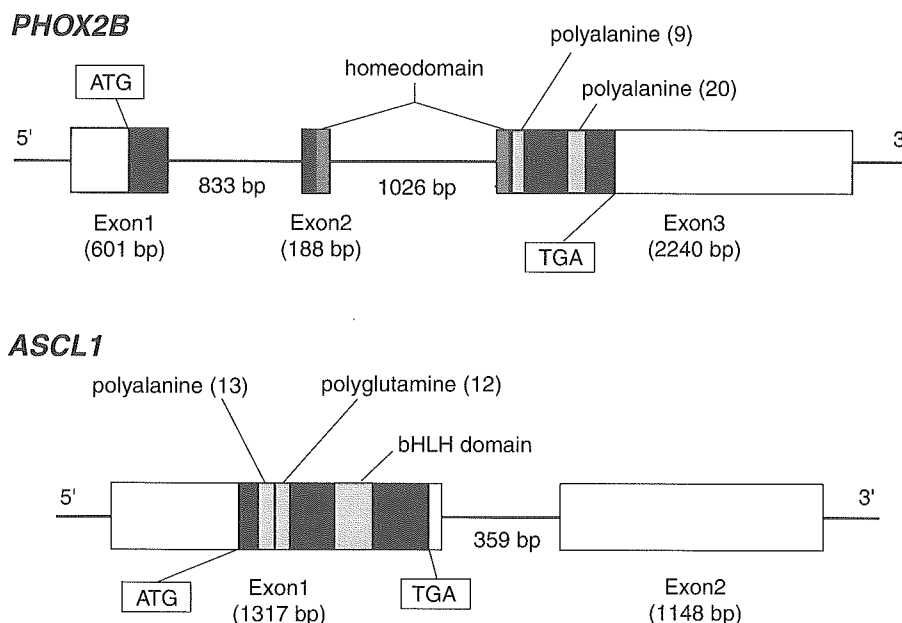 PHOX2B
polyalanine (9)
homeodomain
polyalanine (20)
ATG
5'
3'
833 bp
1026 bp
Exon1
(601 bp)
Exon2
(188 bp)
Exon3
(2240 bp)
TGA
ASCL1
polyalanine (13)
polyglutamine (12)
bHLH domain
5'
3'
359 bp
ATG
Exon1
(1317 bp)
TGA
Exon2
(1148 bp)